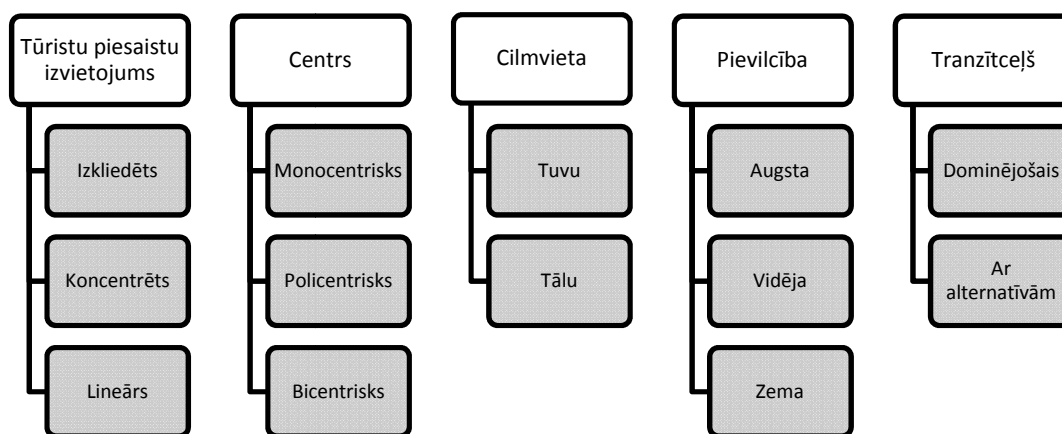 Tūristu piesaistu
izvietojums
Izkliedēts
Koncentrēts
Lineārs
Centrs
Monocentrisks
Policentrisks
Bicentrisks
Cilmvieta
Tuvu
Tālu
Pievilcība
Augsta
Vidēja
Zema
Tranzītceļš
Dominējošais
Ar
alternatīvām